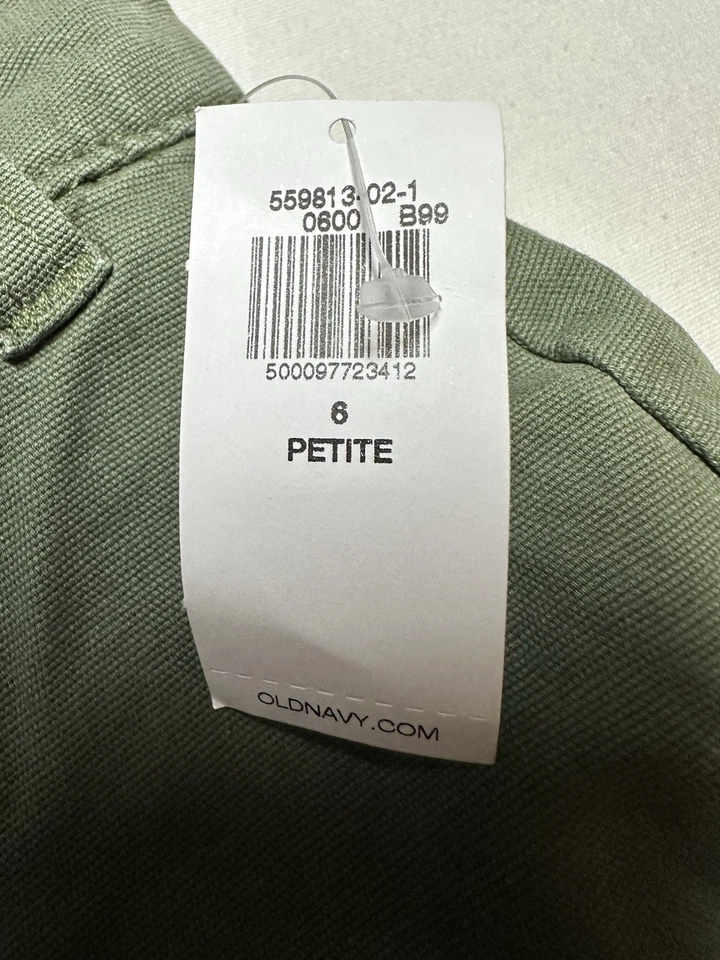 559813-02-1
0600 B99
500097723412
6
PETITE
OLDNAVY.COM